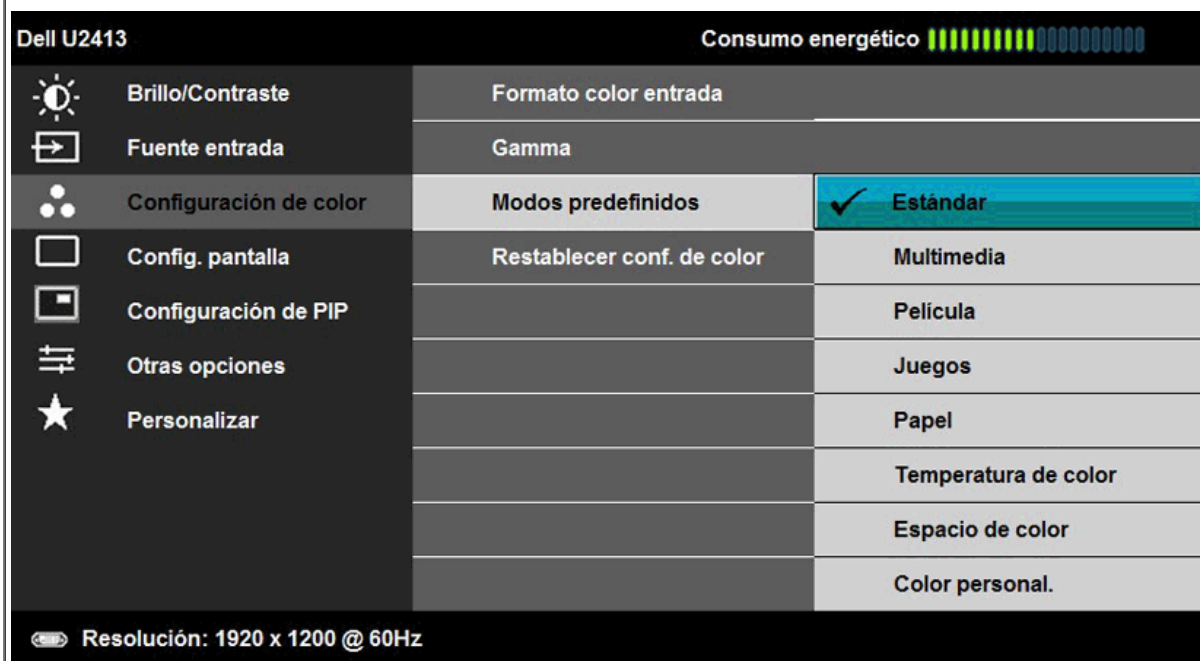 Dell U2413
Consumo energético
Brillo/Contraste
Formato color entrada
Fuente entrada
Gamma
Configuración de color
Modos predefinidos
Estándar
Config. pantalla
Restablecer conf. de color
Multimedia
Configuración de PIP
Película
Otras opciones
Juegos
Personalizar
Papel
Temperatura de color
Espacio de color
Color personal.
Resolución: 1920 x 1200 @ 60Hz